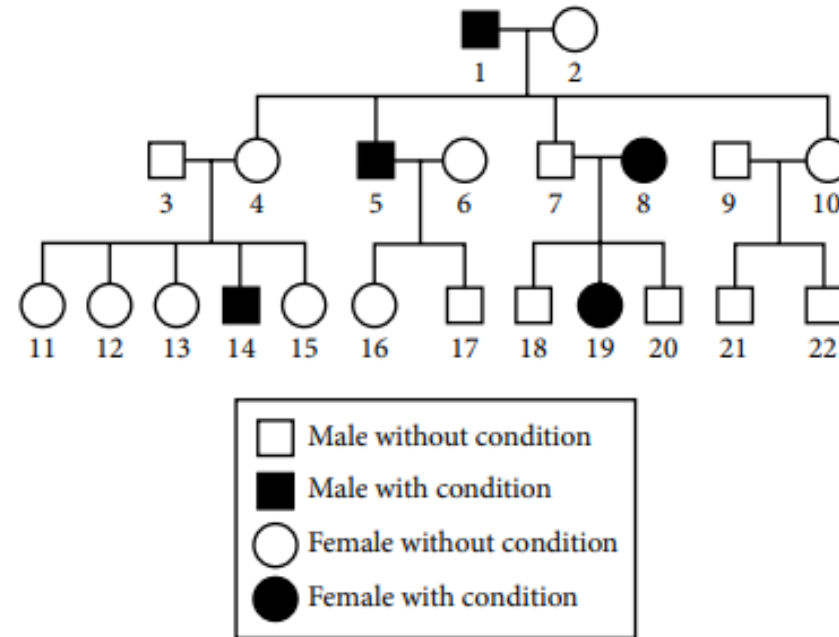 1 2
3 4 5 6 7 8 9 10
11 12 13 14 15 16 17 18 19 20 21 22
Male without condition
Male with condition
Female without condition
Female with condition